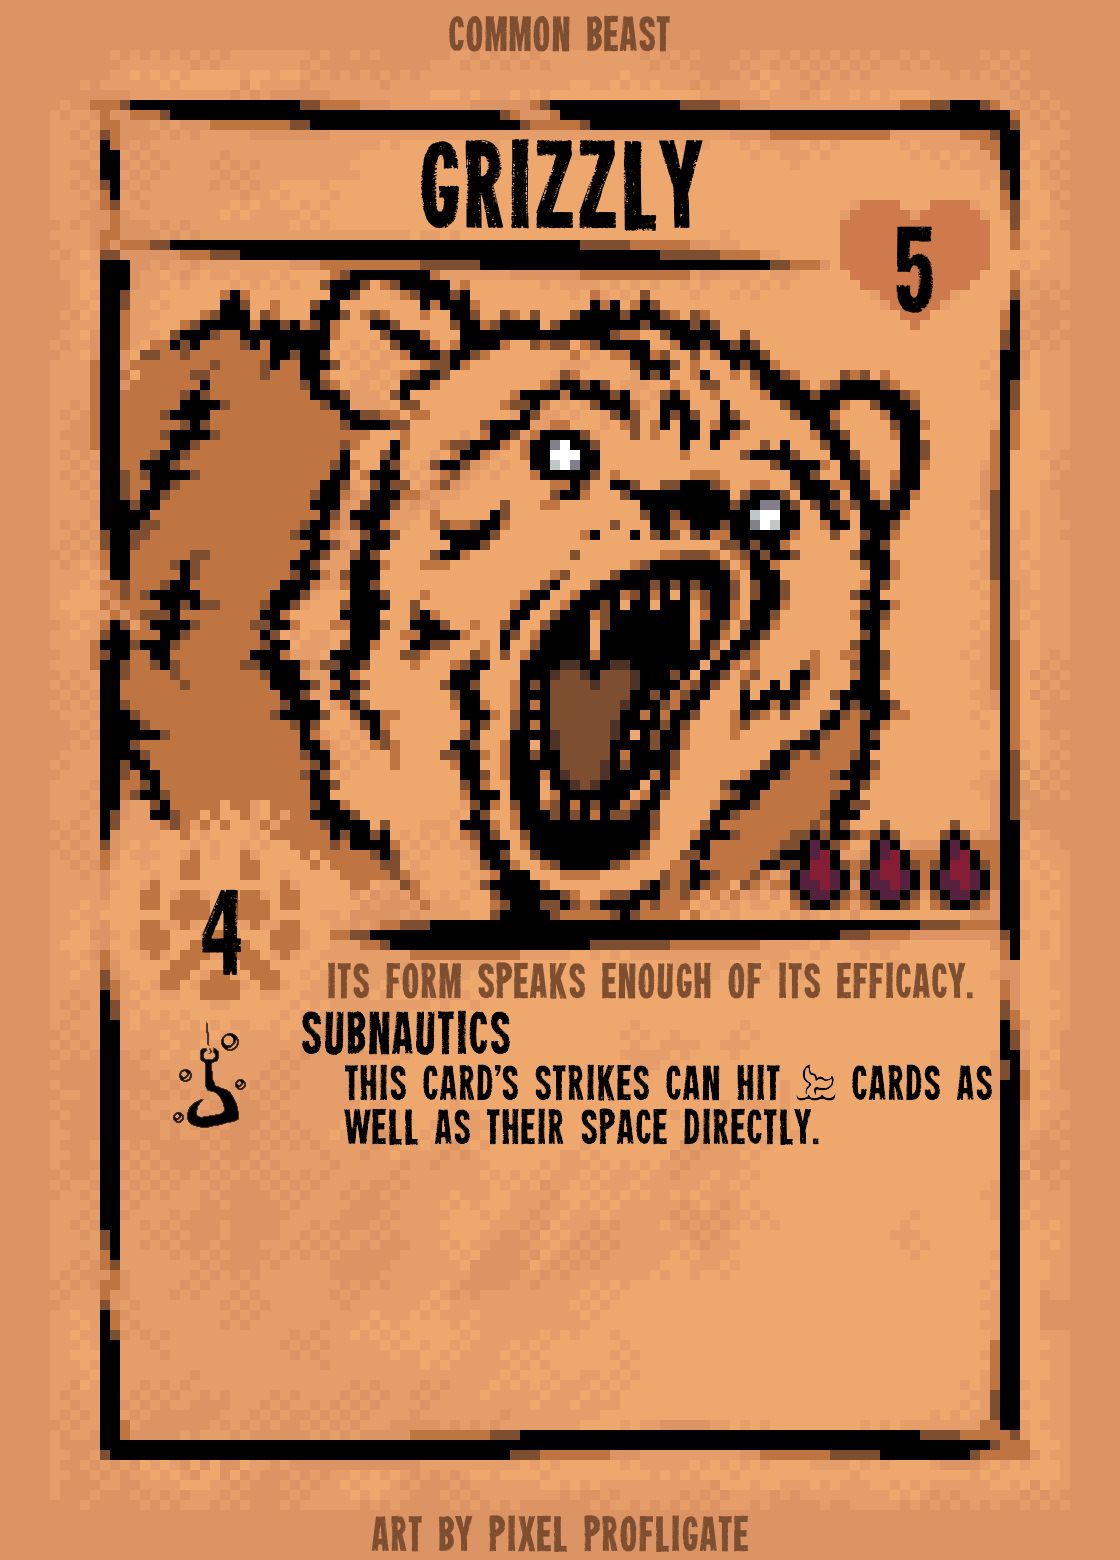 COMMON BEAST
GRIZZLY
5
4
ITS FORM SPEAKS ENOUGH OF ITS EFFICACY.
SUBNAUTICS
THIS CARD'S STRIKES CAN HIT CARDS AS
WELL AS THEIR SPACE DIRECTLY.
ART BY PIXEL PROFLIGATE